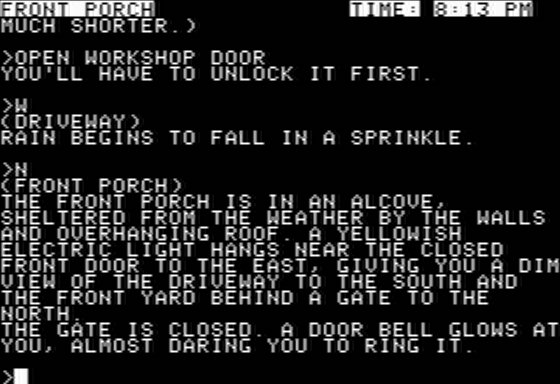 FRONT PORCH TIME: 8:13 PM
MUCH SHORTER.)
>OPEN WORKSHOP DOOR
YOU'LL HAVE TO UNLOCK IT FIRST.
>W
(DRIVEWAY)
RAIN BEGINS TO FALL IN A SPRINKLE.
>N
(FRONT PORCH)
THE FRONT PORCH IS IN AN ALCOVE,
SHELTERED FROM THE WEATHER BY THE WALLS
AND OVERHANGING ROOF. A YELLOWISH
ELECTRIC LIGHT HANGS NEAR THE CLOSED
FRONT DOOR TO THE EAST, GIVING YOU A DIM
VIEW OF THE DRIVEWAY TO THE SOUTH AND
THE FRONT YARD BEHIND A GATE TO THE
NORTH.
THE GATE IS CLOSED. A DOOR BELL GLOWS AT
YOU, ALMOST DARING YOU TO RING IT.
>